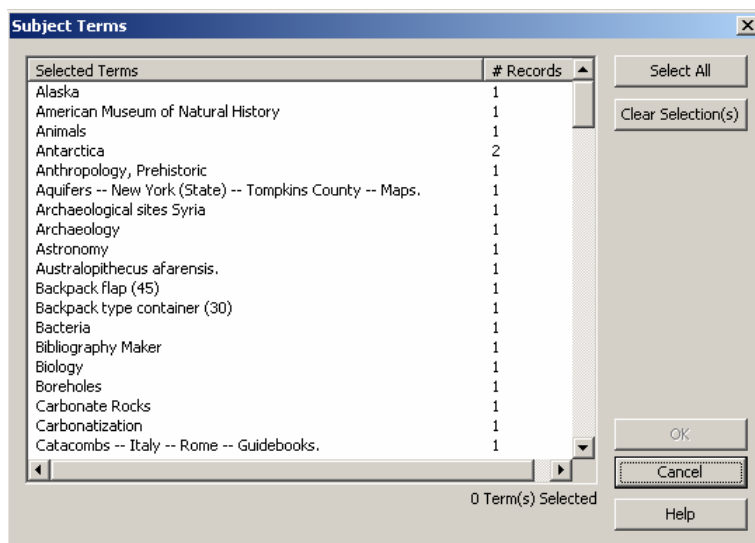 Subject Terms
Selected Terms # Records
Alaska 1
American Museum of Natural History 1
Animals 1
Antarctica 2
Anthropology, Prehistoric 1
Aquifers -- New York (State) -- Tompkins County -- Maps. 1
Archaeological sites Syria 1
Archaeology 1
Astronomy 1
Australopithecus afarensis. 1
Backpack flap (45) 1
Backpack type container (30) 1
Bacteria 1
Bibliography Maker 1
Biology 1
Boreholes 1
Carbonate Rocks 1
Carbonatization 1
Catacombs -- Italy -- Rome -- Guidebooks. 1
0 Term(s) Selected
Select All
Clear Selection(s)
OK
Cancel
Help